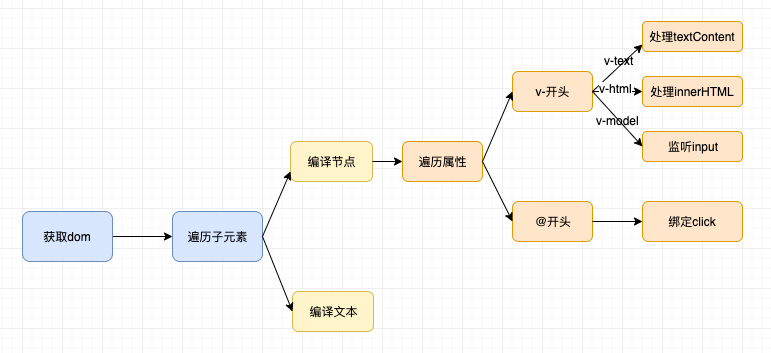 获取dom
遍历子元素
编译节点
编译文本
遍历属性
v-开头
@开头
v-text
v-html
v-model
处理textContent
处理innerHTML
监听input
绑定click